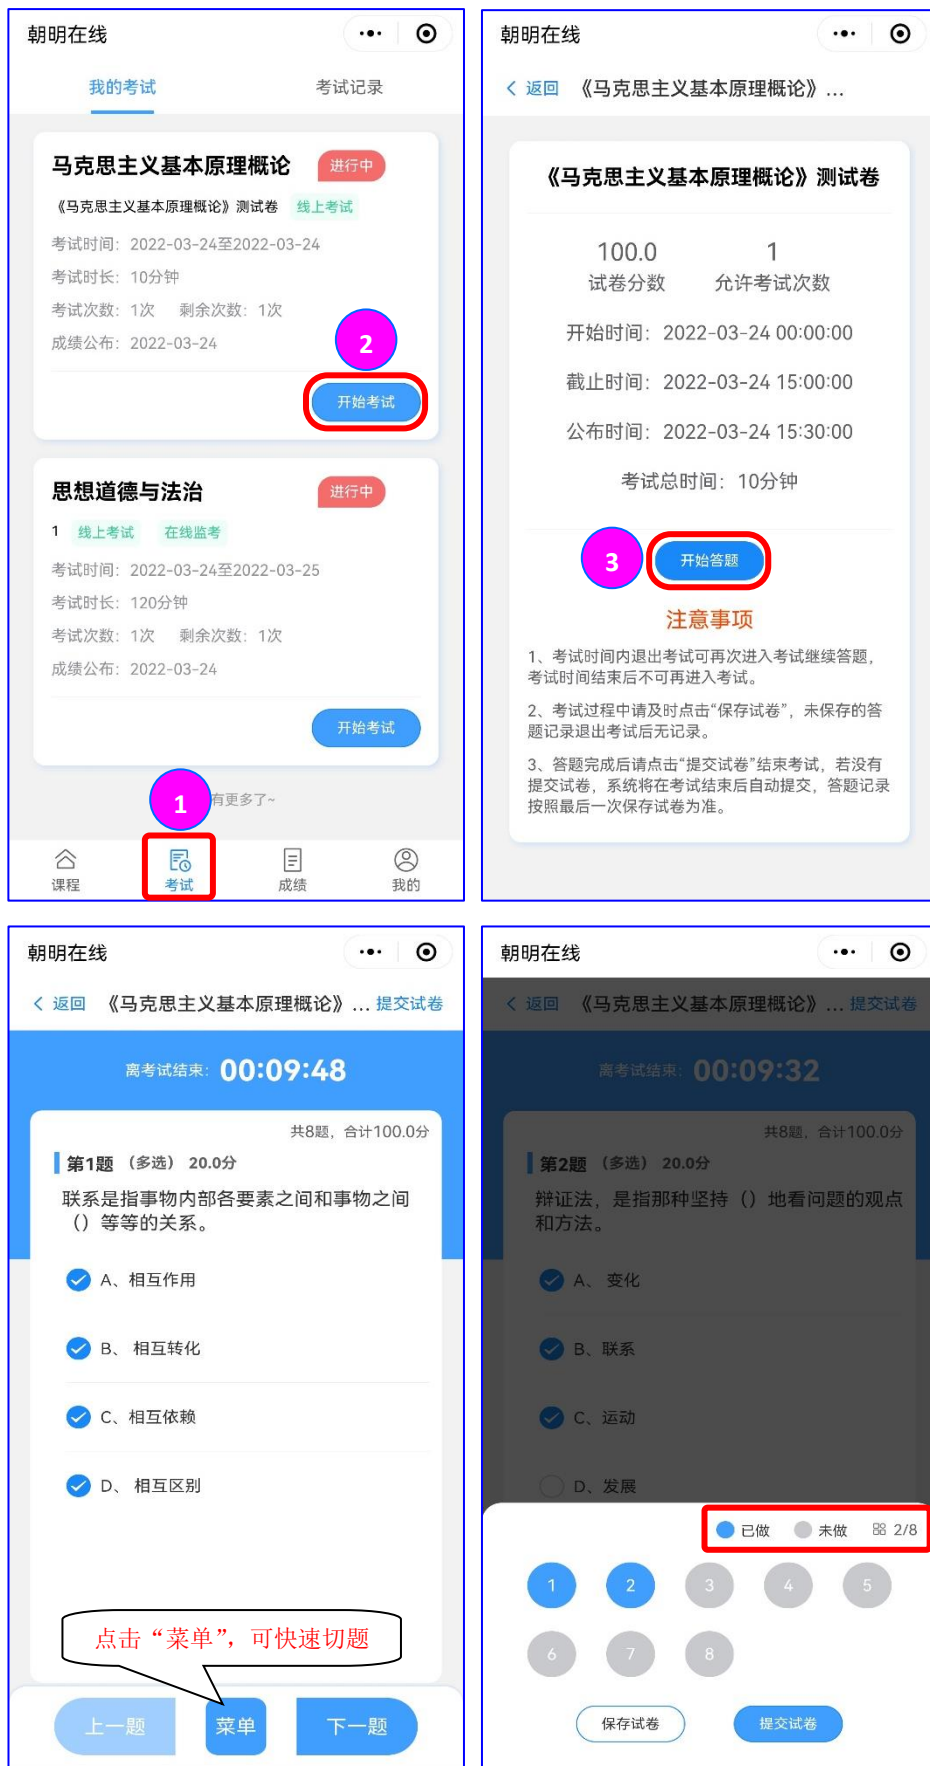 朝明在线
我的考试 考试记录
马克思主义基本原理概论 进行中
《马克思主义基本原理概论》测试卷 线上考试
考试时间：2022-03-24至2022-03-24
考试时长：10分钟
考试次数：1次 剩余次数：1次
成绩公布：2022-03-24
2
开始考试
思想道德与法治 进行中
1 线上考试 在线监考
考试时间：2022-03-24至2022-03-25
考试时长：120分钟
考试次数：1次 剩余次数：1次
成绩公布：2022-03-24
开始考试
1 有更多了~
课程 考试 成绩 我的
朝明在线
返回 《马克思主义基本原理概论》...
《马克思主义基本原理概论》测试卷
100.0 1
试卷分数 允许考试次数
开始时间：2022-03-24 00:00:00
截止时间：2022-03-24 15:00:00
公布时间：2022-03-24 15:30:00
考试总时间：10分钟
3 开始答题
注意事项
1、考试时间内退出考试可再次进入考试继续答题，
考试时间结束后不可再进入考试。
2、考试过程中请及时点击“保存试卷”，未保存的答
题记录退出考试后无记录。
3、答题完成后请点击“提交试卷”结束考试，若没有
提交试卷，系统将在考试结束后自动提交，答题记录
按照最后一次保存试卷为准。
朝明在线
返回 《马克思主义基本原理概论》... 提交试卷
离考试结束：00:09:48
共8题，合计100.0分
第1题 （多选） 20.0分
联系是指事物内部各要素之间和事物之间
（）等等的关系。
A、相互作用
B、 相互转化
C、相互依赖
D、 相互区别
点击“菜单”，可快速切题
上一题 菜单 下一题
朝明在线
返回 《马克思主义基本原理概论》... 提交试卷
离考试结束：00:09:32
共8题，合计100.0分
第2题 （多选） 20.0分
辩证法，是指那种坚持（）地看问题的观点
和方法。
A、 变化
B、联系
C、运动
D、发展
已做 未做 2/8
1 2 3 4 5
6 7 8
保存试卷 提交试卷